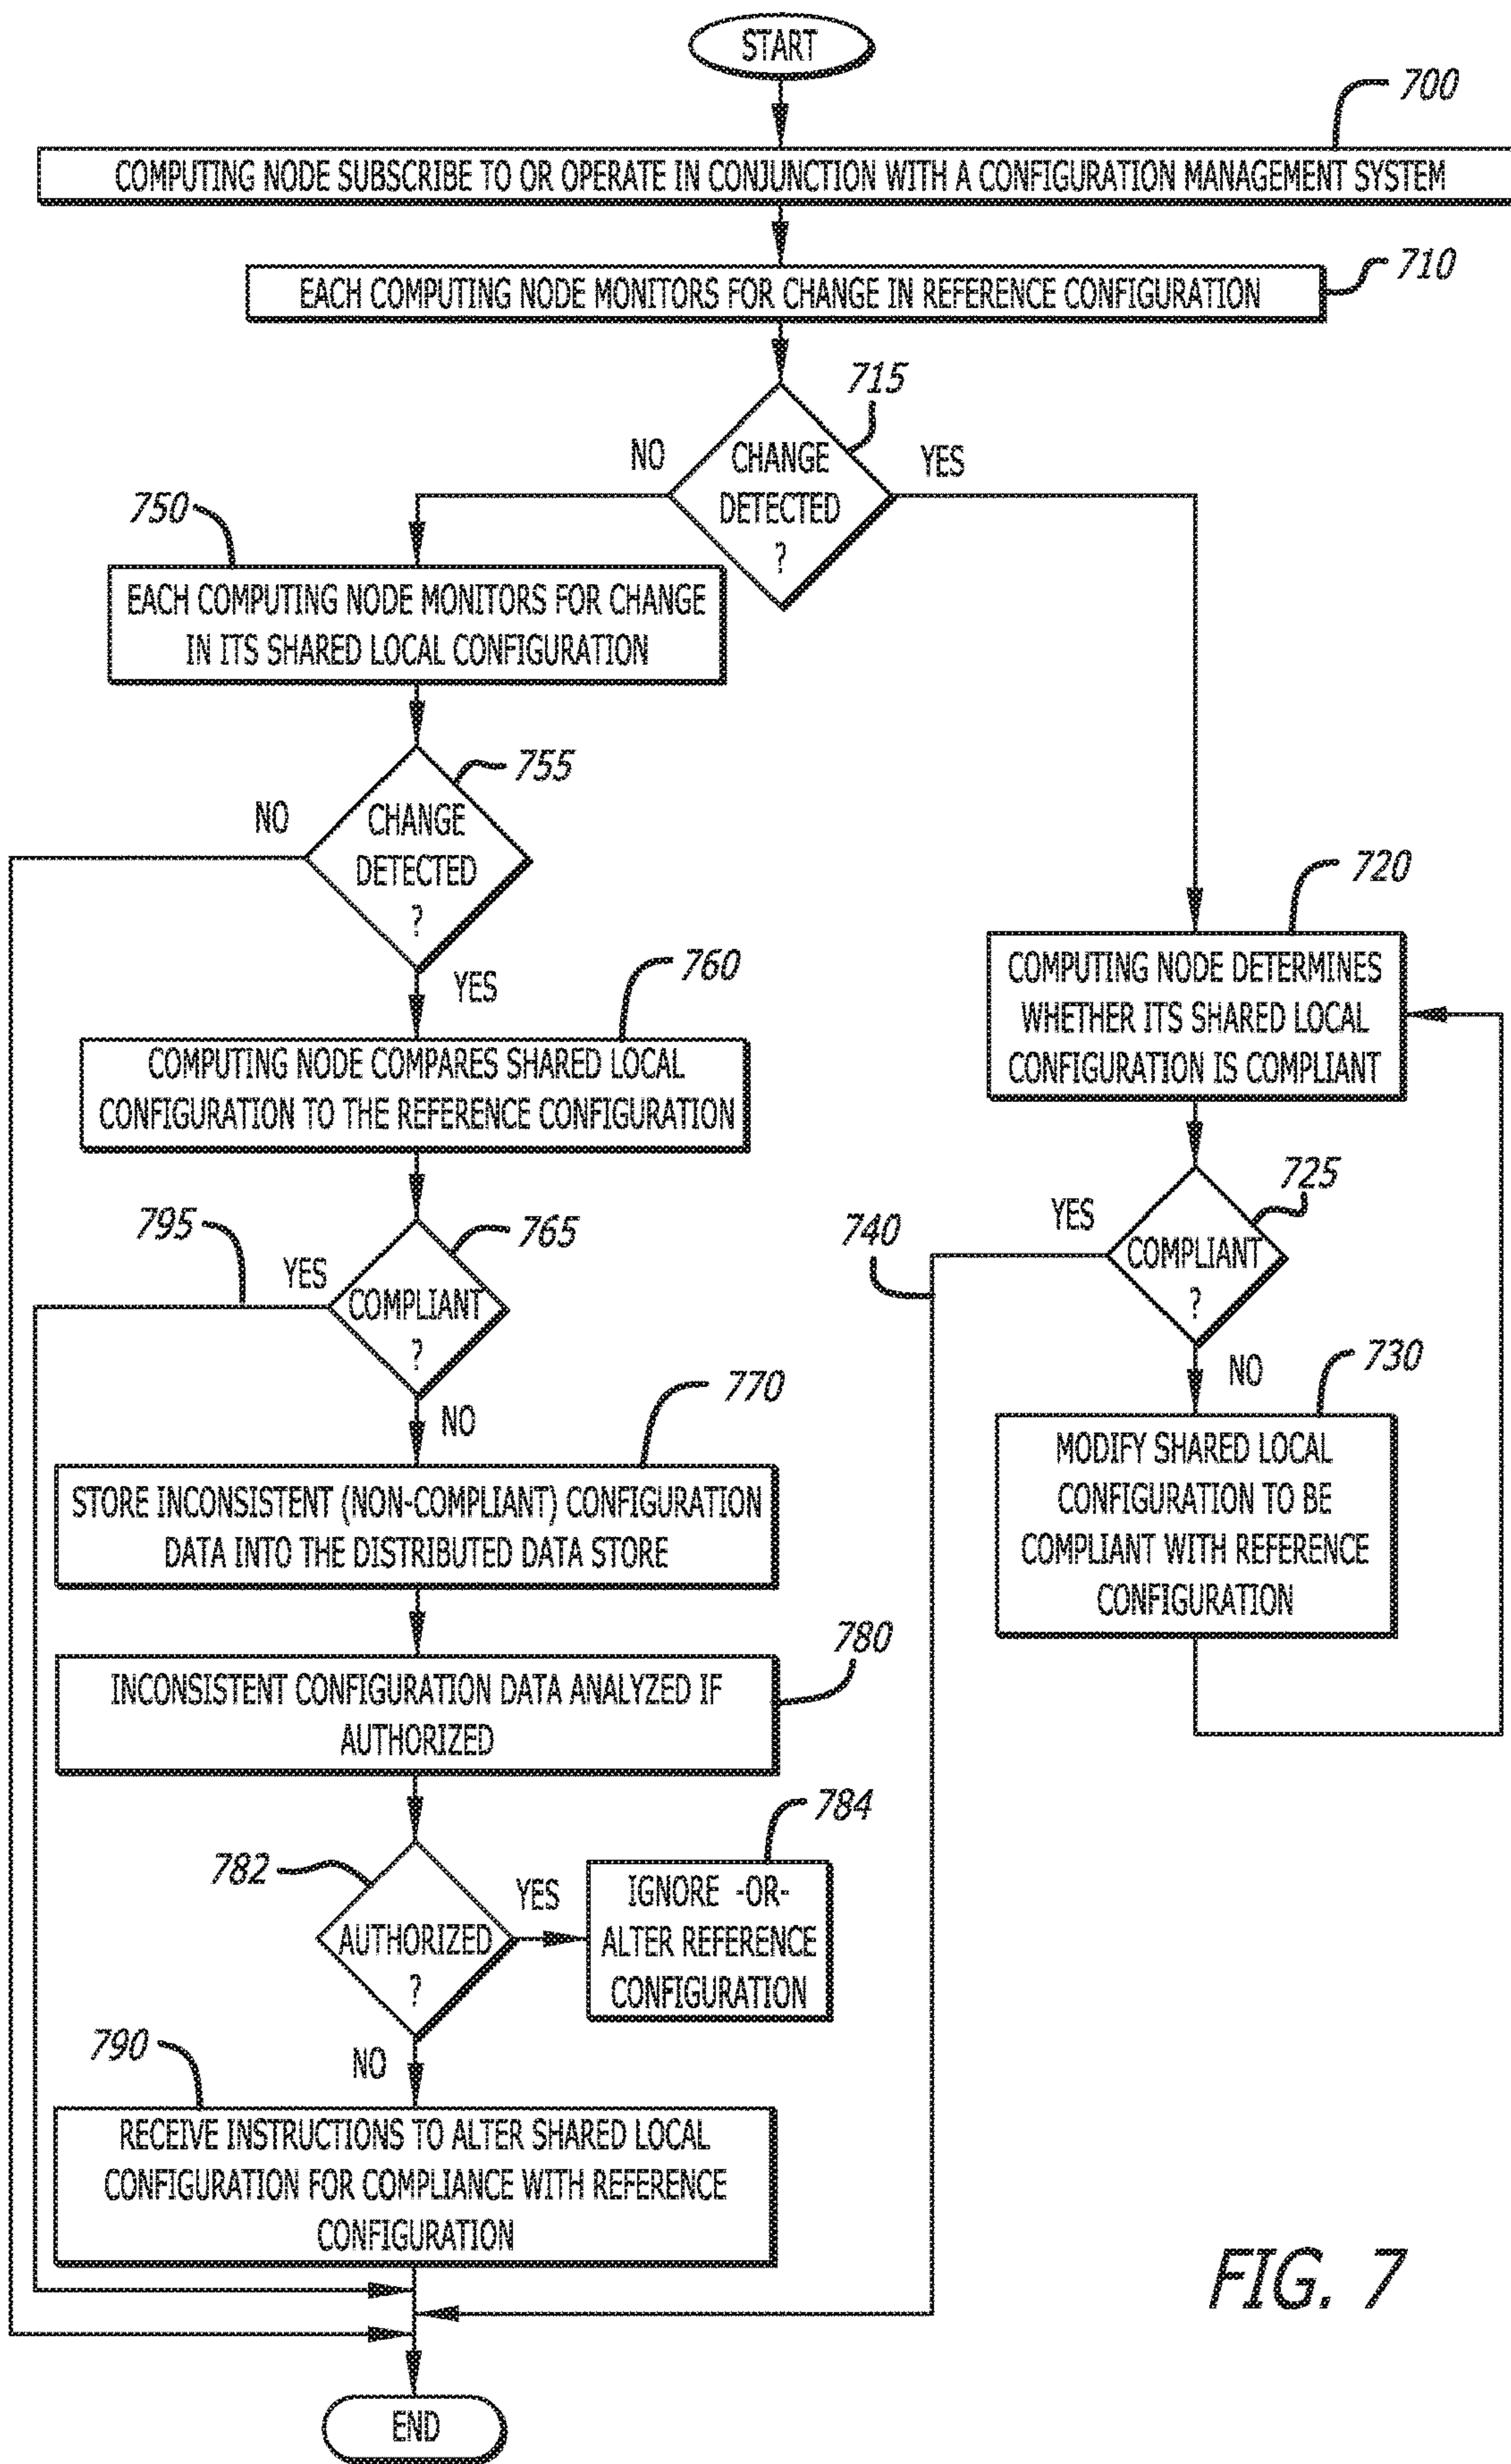 START
700
COMPUTING NODE SUBSCRIBE TO OR OPERATE IN CONJUNCTION WITH A CONFIGURATION MANAGEMENT SYSTEM
710
EACH COMPUTING NODE MONITORS FOR CHANGE IN REFERENCE CONFIGURATION
715
NO
CHANGE
DETECTED
?
YES
750
EACH COMPUTING NODE MONITORS FOR CHANGE
IN ITS SHARED LOCAL CONFIGURATION
755
NO
CHANGE
DETECTED
?
YES
760
COMPUTING NODE COMPARES SHARED LOCAL
CONFIGURATION TO THE REFERENCE CONFIGURATION
795
765
YES
COMPLIANT
?
NO
770
STORE INCONSISTENT (NON-COMPLIANT) CONFIGURATION
DATA INTO THE DISTRIBUTED DATA STORE
780
INCONSISTENT CONFIGURATION DATA ANALYZED IF
AUTHORIZED
782
AUTHORIZED
?
YES
784
IGNORE -OR-
ALTER REFERENCE
CONFIGURATION
NO
790
RECEIVE INSTRUCTIONS TO ALTER SHARED LOCAL
CONFIGURATION FOR COMPLIANCE WITH REFERENCE
CONFIGURATION
720
COMPUTING NODE DETERMINES
WHETHER ITS SHARED LOCAL
CONFIGURATION IS COMPLIANT
725
740
YES
COMPLIANT
?
NO
730
MODIFY SHARED LOCAL
CONFIGURATION TO BE
COMPLIANT WITH REFERENCE
CONFIGURATION
END
FIG. 7